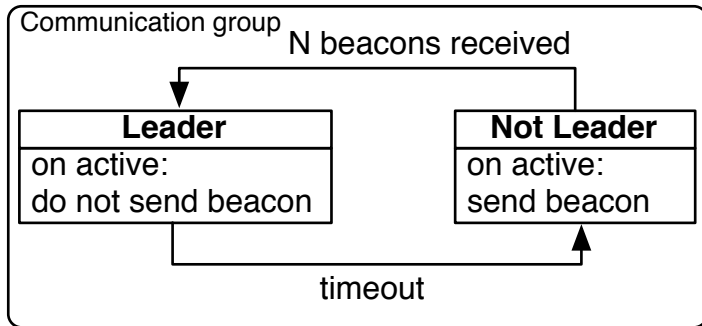 Communication group
N beacons received
Leader
on active:
do not send beacon
Not Leader
on active:
send beacon
timeout